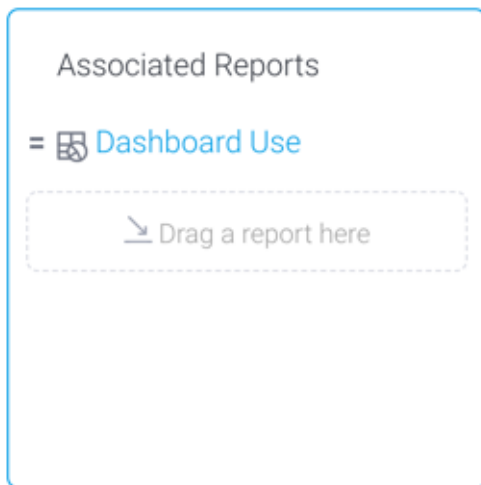 Associated Reports
= Dashboard Use
Drag a report here